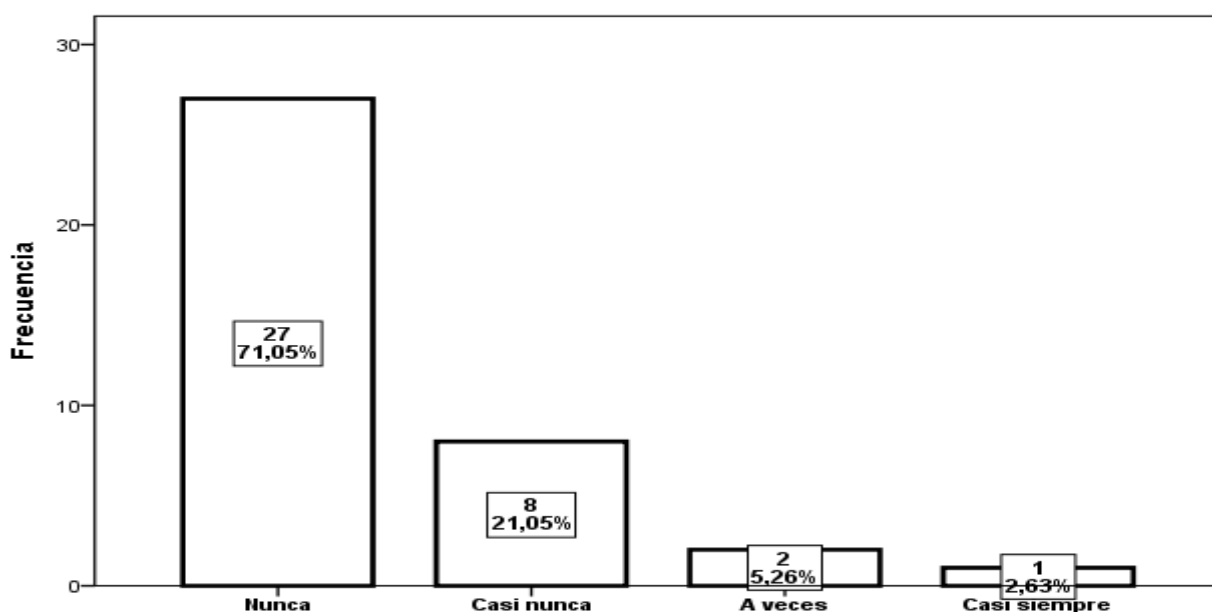 Frecuencia
30
20
10
0
27
71,05%
8
21,05%
2
5,26%
1
2,63%
Nunca
Casi nunca
A veces
Casi siempre